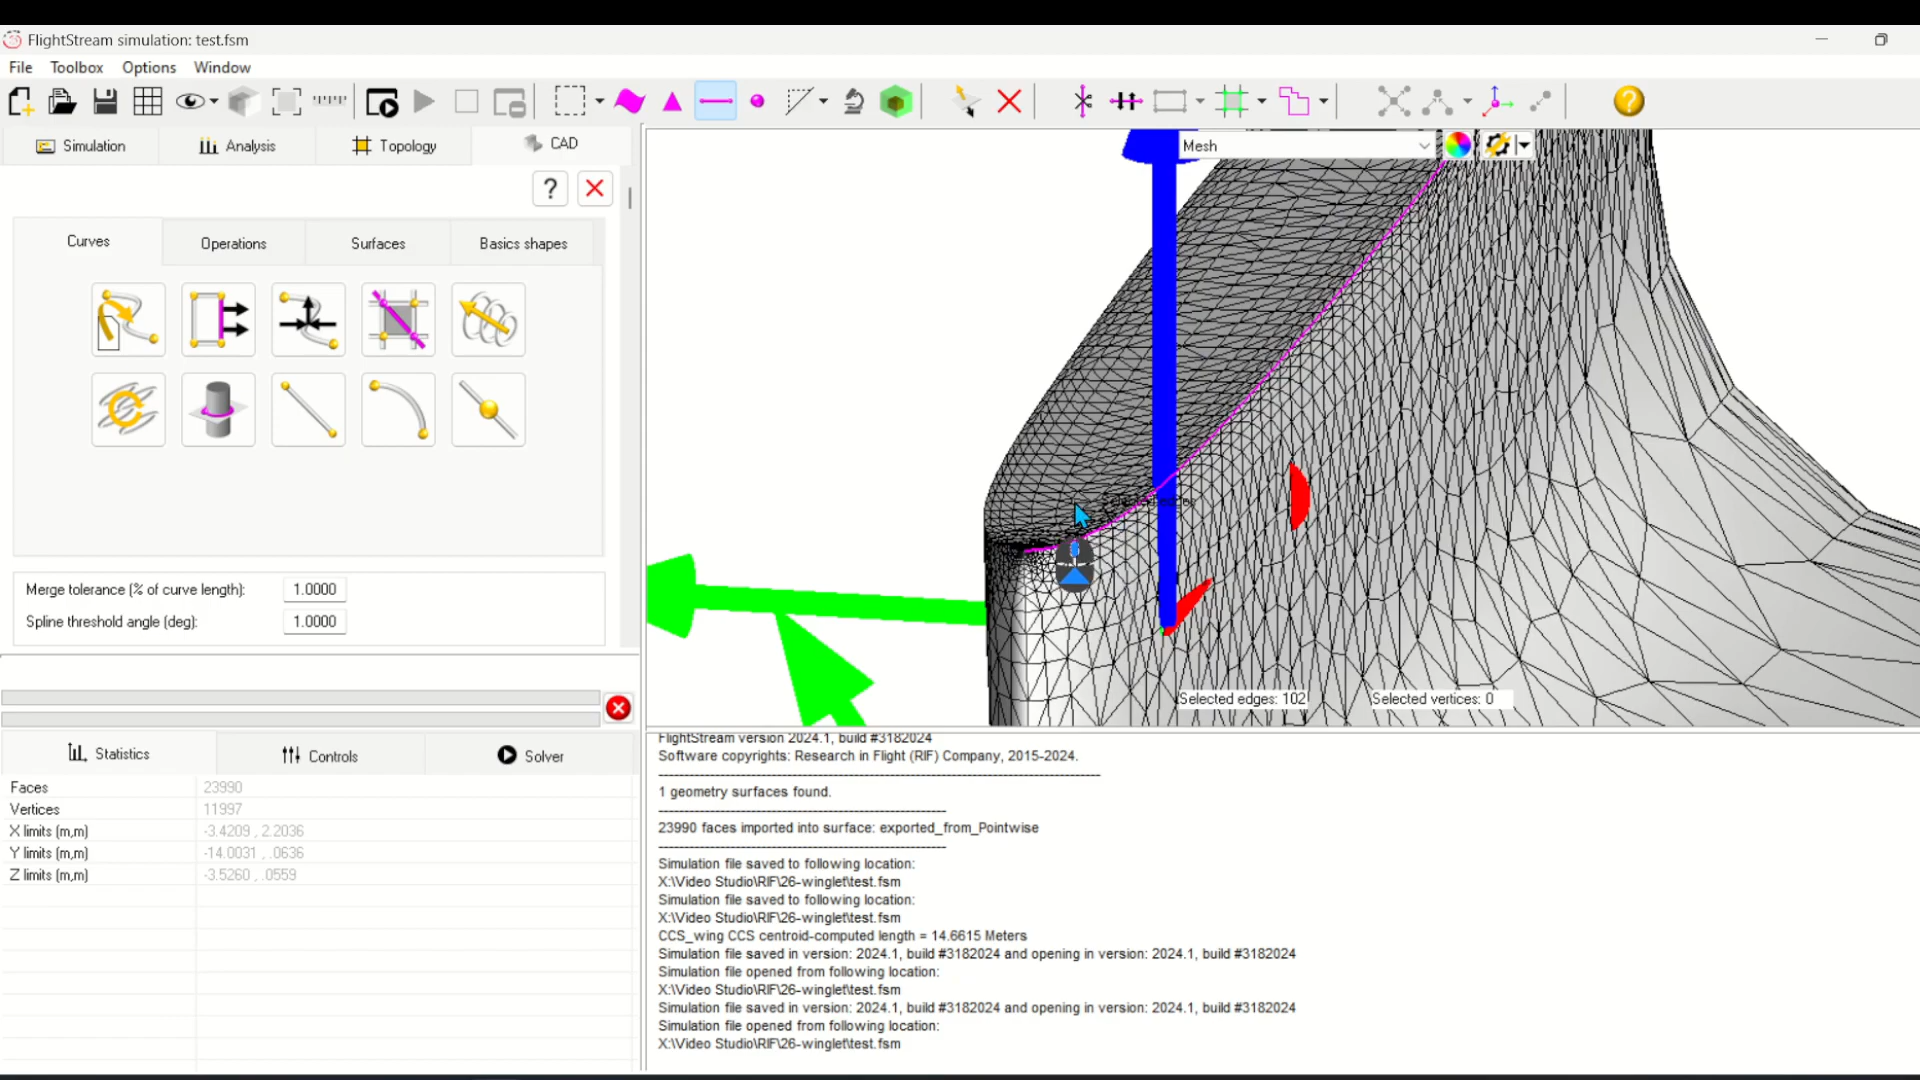 FlightStream simulation: test.fsm
File Toolbox Options Window
Simulation Analysis Topology CAD
Mesh
Curves Operations Surfaces Basics shapes
Merge tolerance (% of curve length): 1.0000
Spline threshold angle (deg): 1.0000
Selected edges: 102 Selected vertices: 0
Statistics Controls Solver
Faces 23990
Vertices 11997
X limits (m,m) -3.4209 , 2.2036
Y limits (m,m) -14.0031 , .0636
Z limits (m,m) -3.5260 , .0559
FlightStream version 2024.1, build #3182024
Software copyrights: Research in Flight (RIF) Company, 2015-2024.
1 geometry surfaces found.
23990 faces imported into surface: exported_from_Pointwise
Simulation file saved to following location:
X:\Video Studio\RIF\26-winglet\test.fsm
Simulation file saved to following location:
X:\Video Studio\RIF\26-winglet\test.fsm
CCS_wing CCS centroid-computed length = 14.6615 Meters
Simulation file saved in version: 2024.1, build #3182024 and opening in version: 2024.1, build #3182024
Simulation file opened from following location:
X:\Video Studio\RIF\26-winglet\test.fsm
Simulation file saved in version: 2024.1, build #3182024 and opening in version: 2024.1, build #3182024
Simulation file opened from following location:
X:\Video Studio\RIF\26-winglet\test.fsm